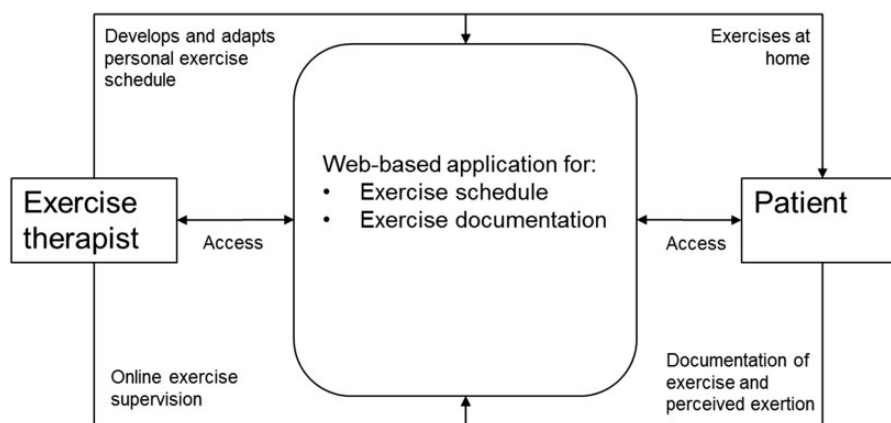 Develops and adapts
personal exercise
schedule
Exercises at
home
Web-based application for:
• Exercise schedule
• Exercise documentation
Exercise
therapist
Access
Access
Patient
Online exercise
supervision
Documentation of
exercise and
perceived exertion